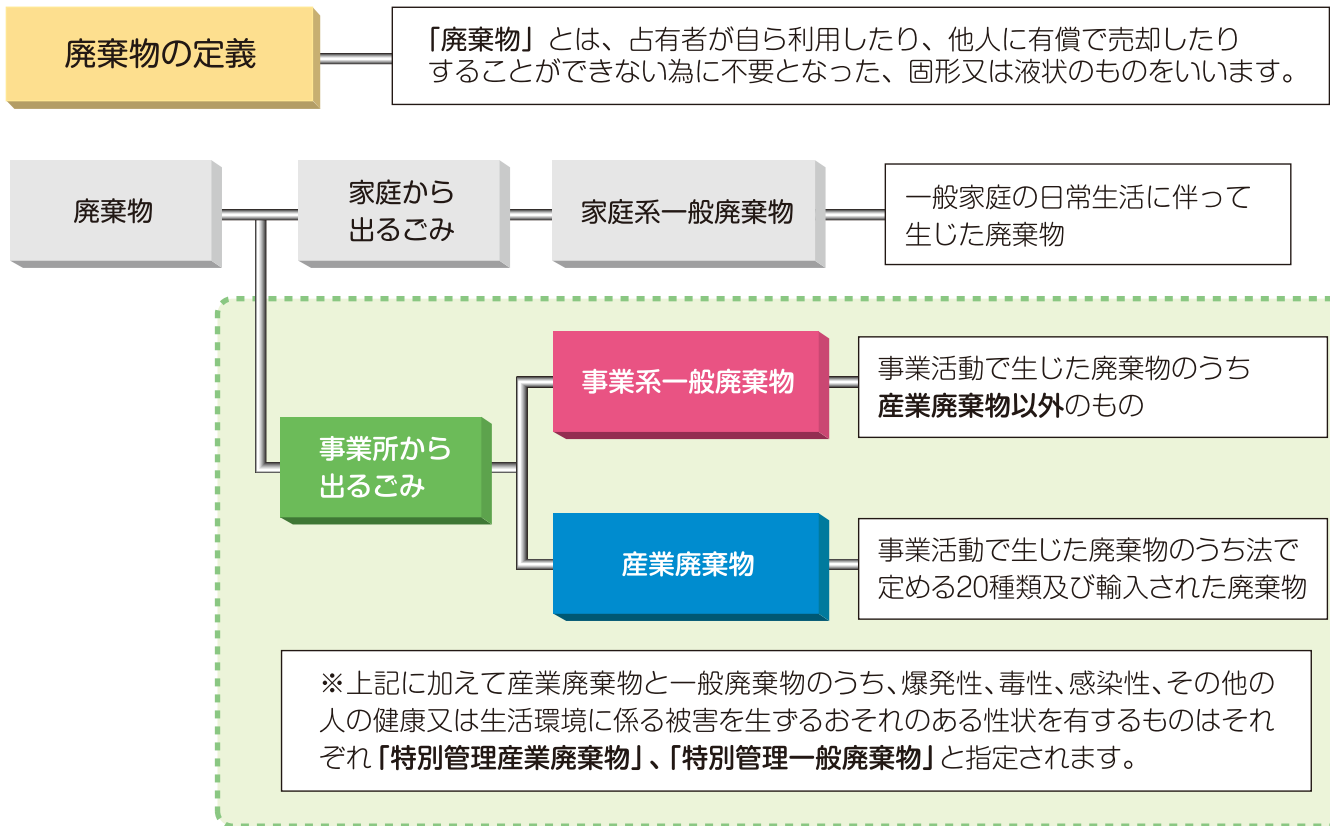 廃棄物の定義
「廃棄物」とは、占有者が自ら利用したり、他人に有償で売却したり
することができない為に不要となった、固形又は液状のものをいいます。
廃棄物
家庭から
出るごみ
家庭系一般廃棄物
一般家庭の日常生活に伴って
生じた廃棄物
事業所から
出るごみ
事業系一般廃棄物
事業活動で生じた廃棄物のうち
産業廃棄物以外のもの
産業廃棄物
事業活動で生じた廃棄物のうち法で
定める20種類及び輸入された廃棄物
※上記に加えて産業廃棄物と一般廃棄物のうち、爆発性、毒性、感染性、その他の
人の健康又は生活環境に係る被害を生ずるおそれのある性状を有するものはそれ
ぞれ「特別管理産業廃棄物」、「特別管理一般廃棄物」と指定されます。